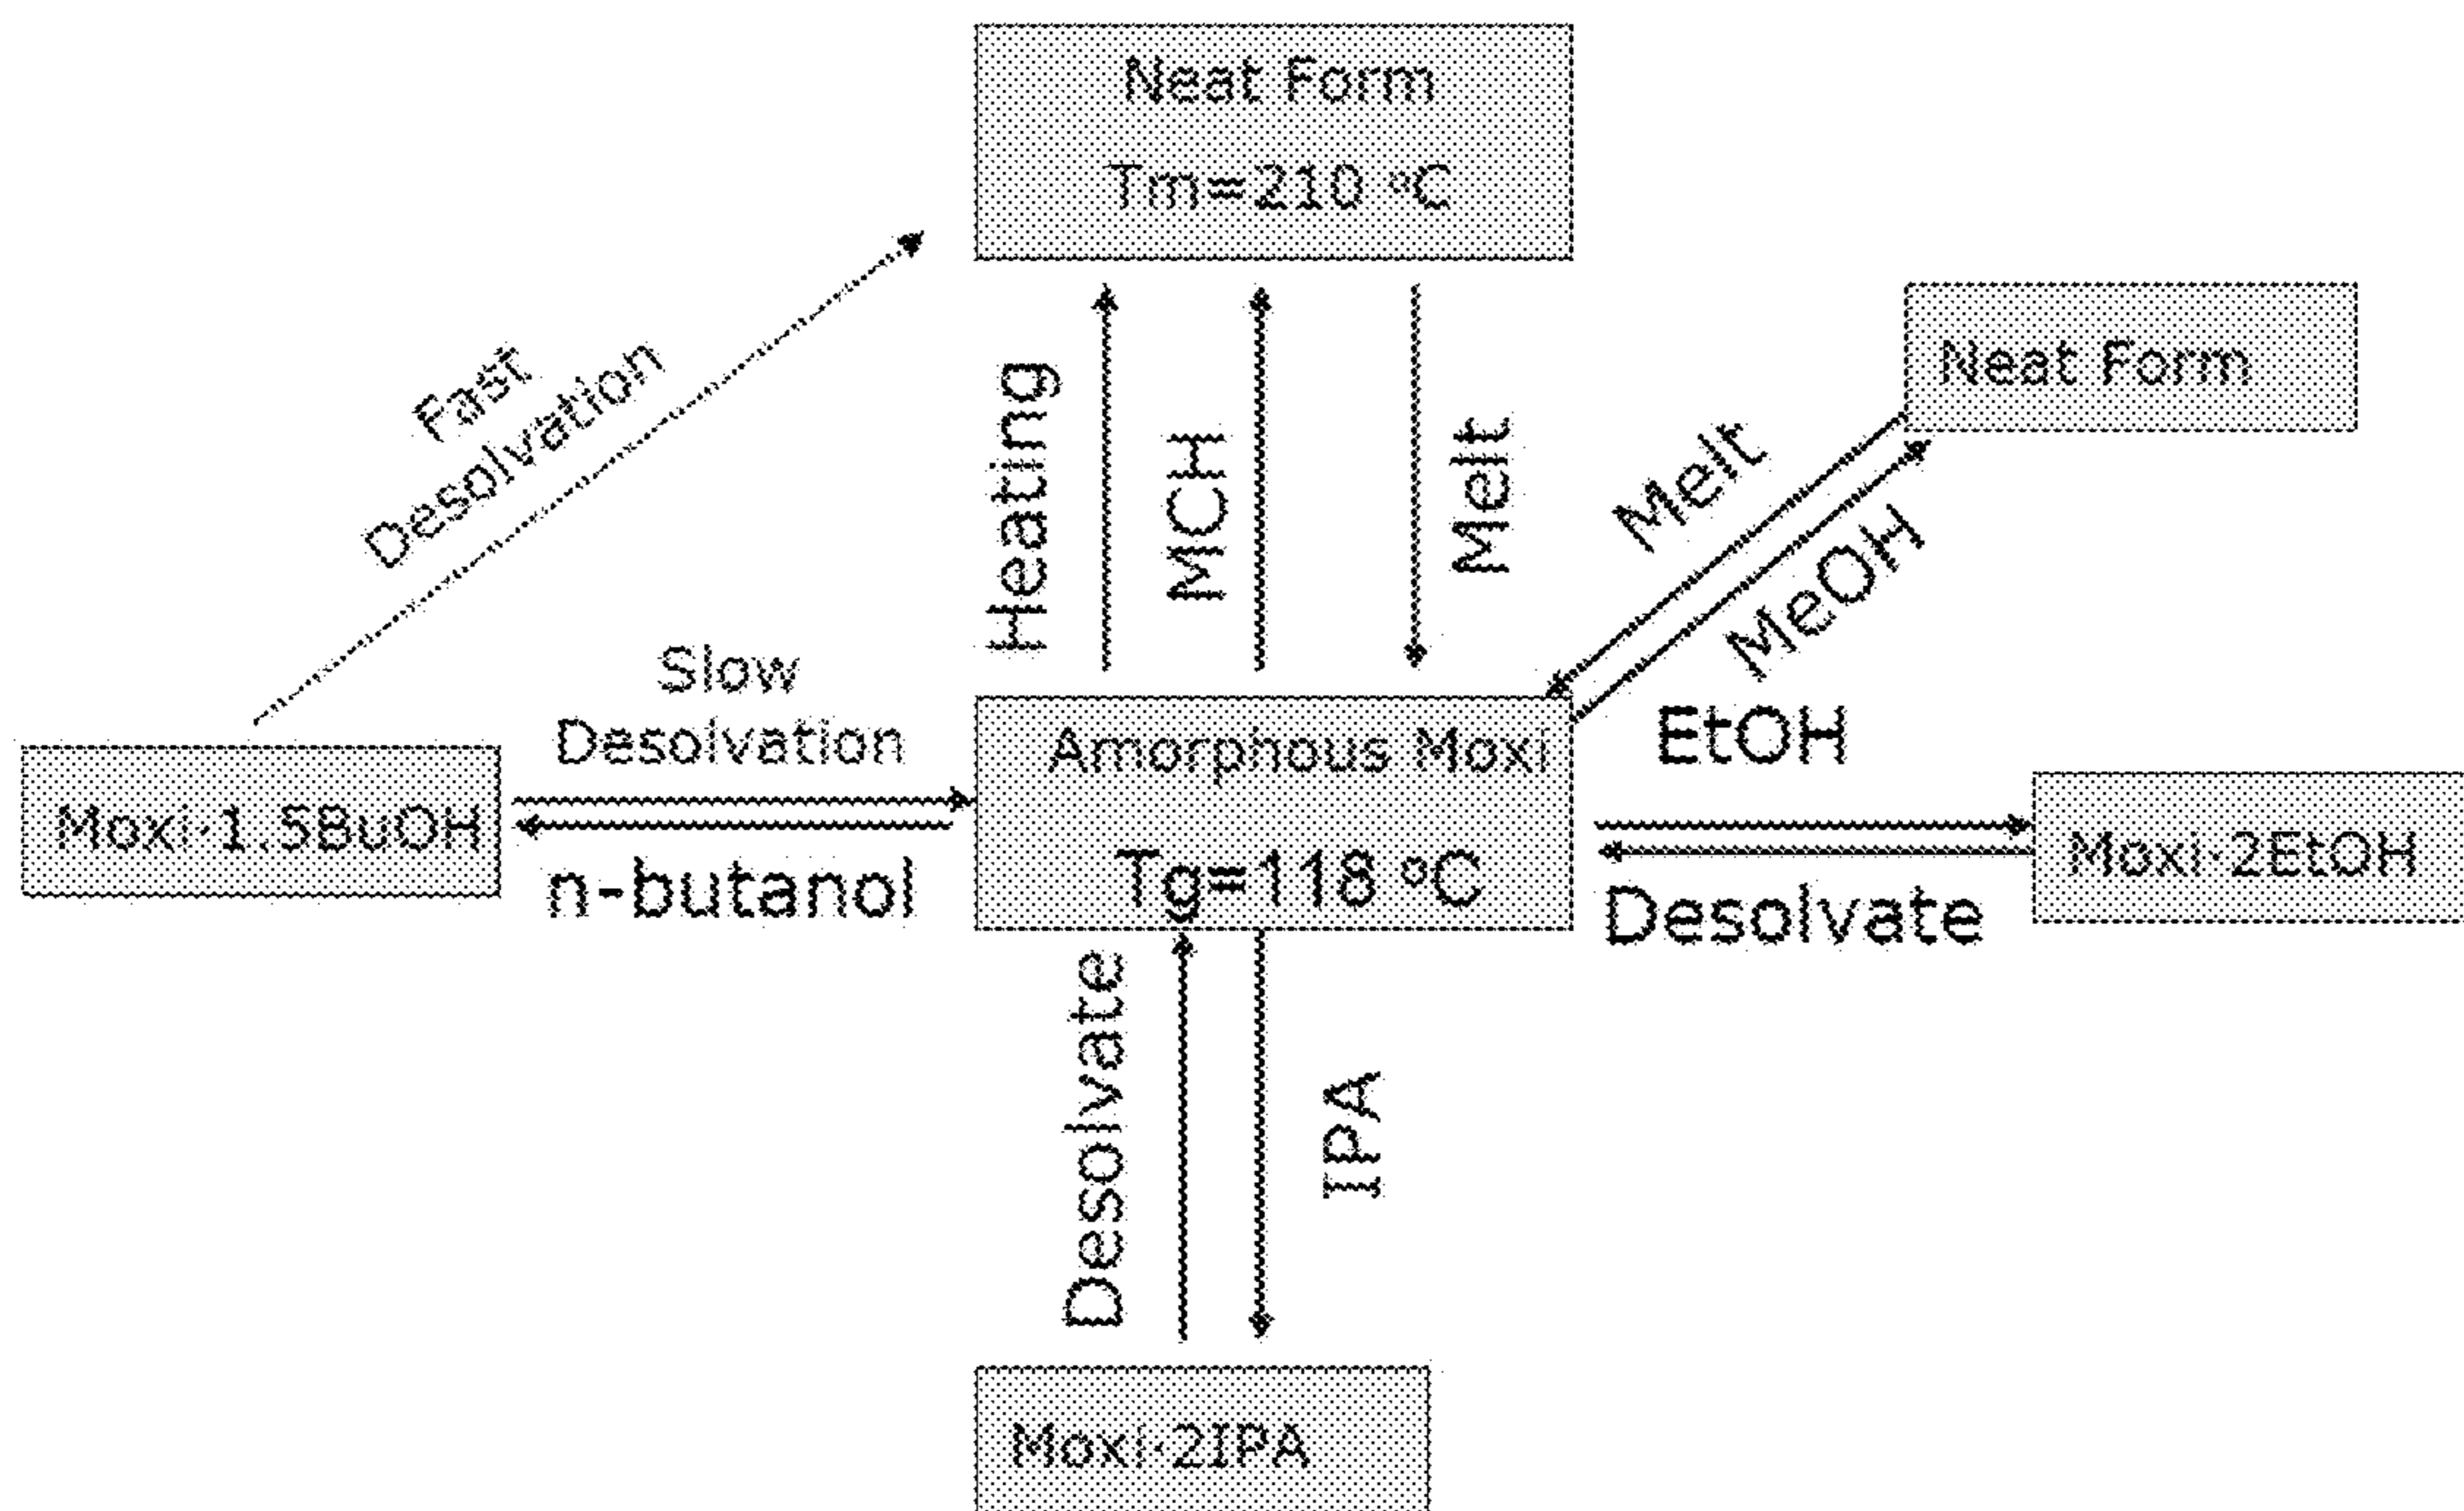 Neat Form
Tm=210 °C
Neat Form
Fast
Desolvation
Heating
MCH
Melt
Melt
MeOH
Slow
Desolvation
Amorphous Moxi
Tg=118 °C
EtOH
Moxi·1.5BuOH
n-butanol
Moxi·2EtOH
Desolvate
Desolvate
IPA
Moxi·2IPA